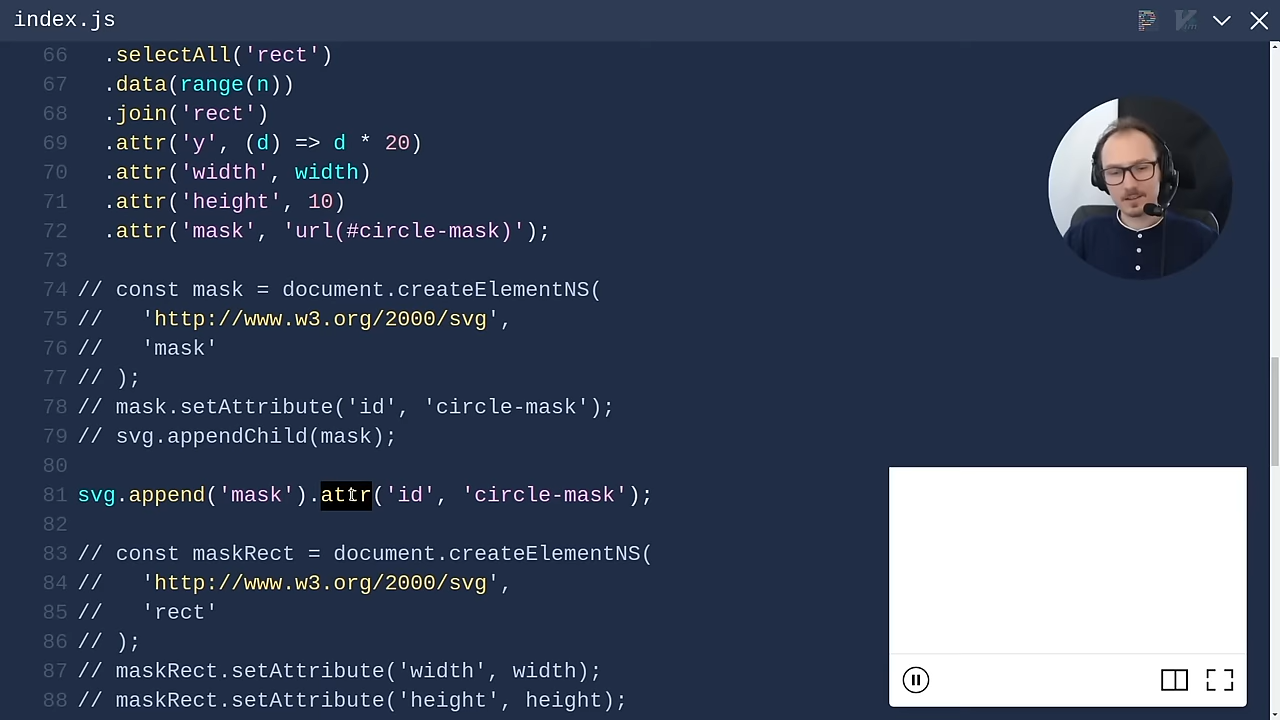 index.js
66 .selectAll('rect')
67 .data(range(n))
68 .join('rect')
69 .attr('y', (d) => d * 20)
70 .attr('width', width)
71 .attr('height', 10)
72 .attr('mask', 'url(#circle-mask)');
73
74 // const mask = document.createElementNS(
75 // 'http://www.w3.org/2000/svg',
76 // 'mask'
77 // );
78 // mask.setAttribute('id', 'circle-mask');
79 // svg.appendChild(mask);
80
81 svg.append('mask').attr('id', 'circle-mask');
82
83 // const maskRect = document.createElementNS(
84 // 'http://www.w3.org/2000/svg',
85 // 'rect'
86 // );
87 // maskRect.setAttribute('width', width);
88 // maskRect.setAttribute('height', height);